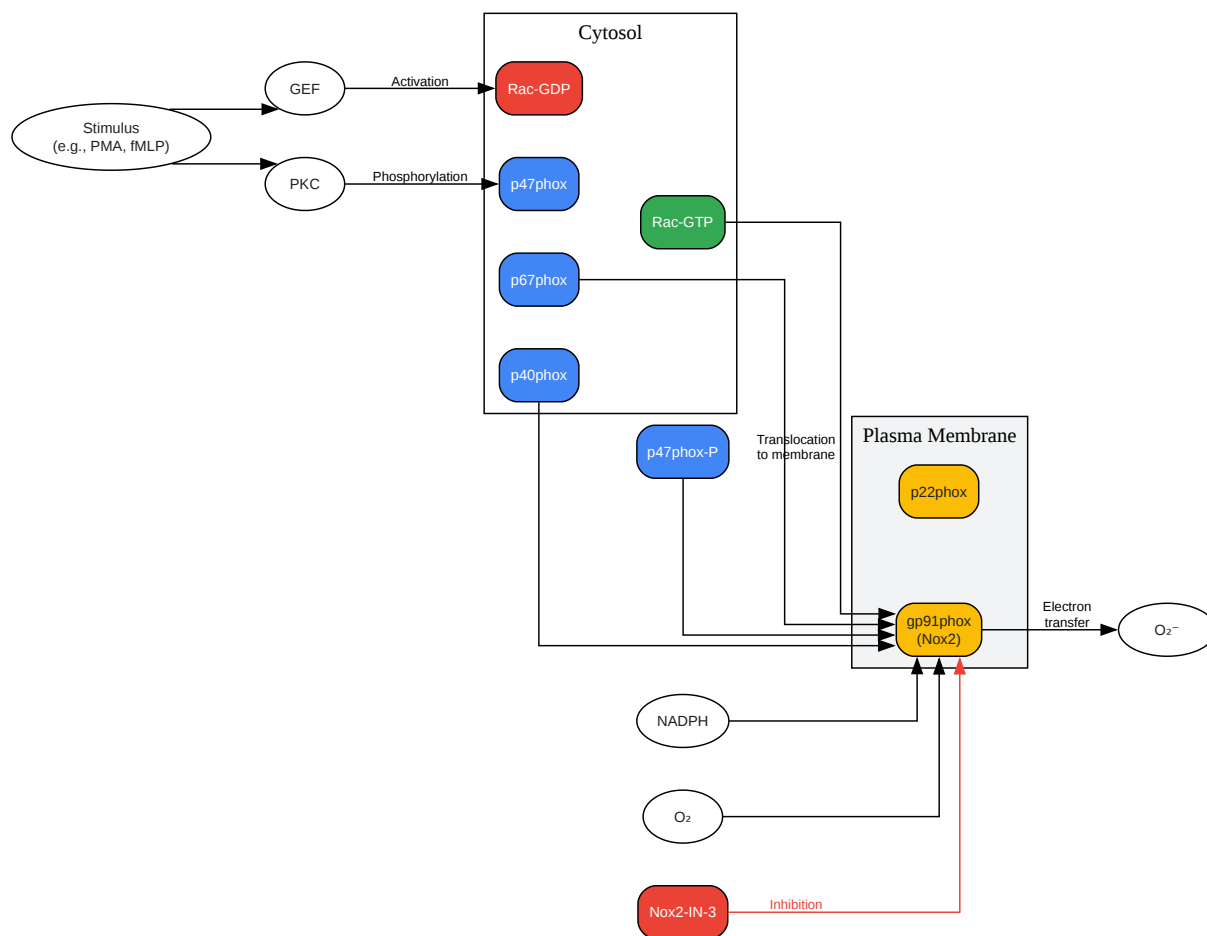 Cytosol
GEF
Activation
Rac-GDP
Stimulus
(e.g., PMA, fMLP)
PKC
Phosphorylation
p47phox
Rac-GTP
p67phox
p40phox
Translocation
to membrane
p47phox-P
Plasma Membrane
p22phox
gp91phox
(Nox2)
Electron
transfer
O₂⁻
NADPH
O₂
Nox2-IN-3
Inhibition